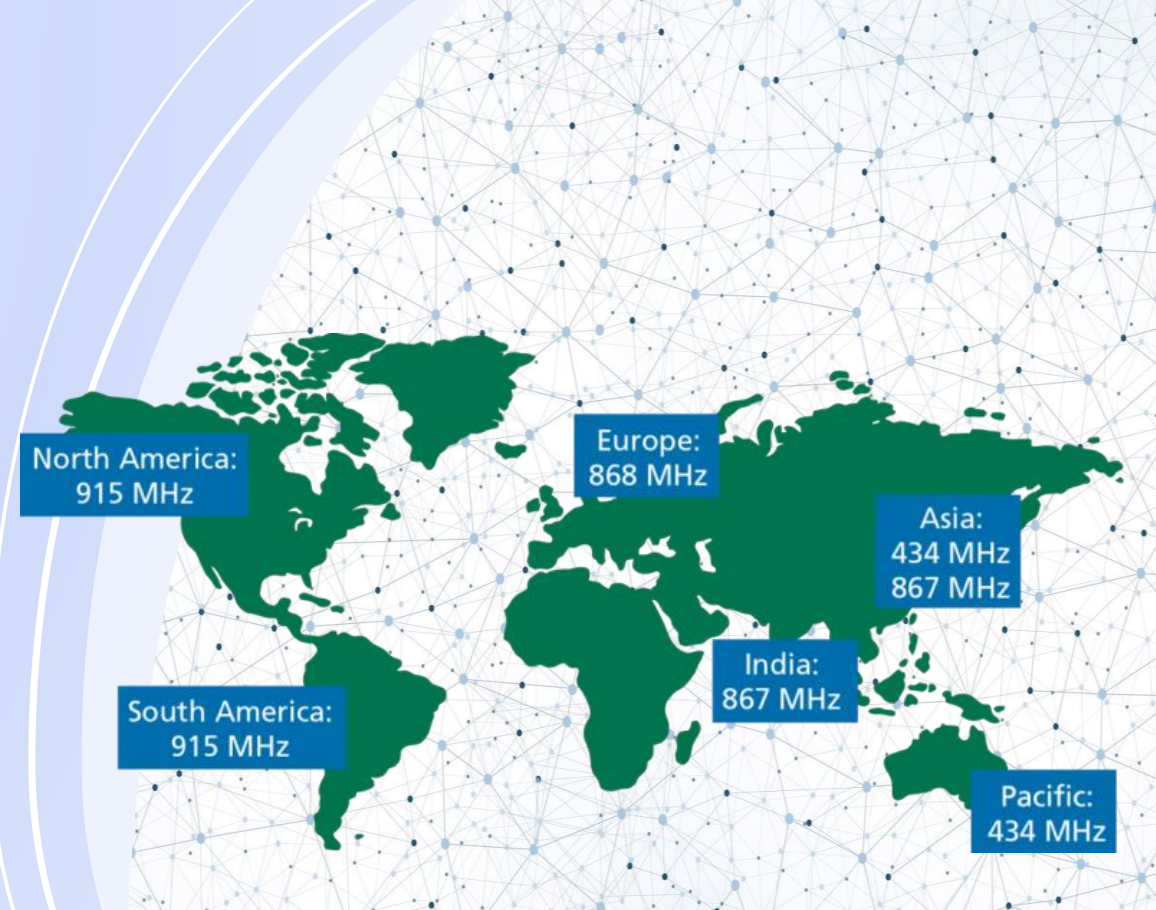 North America:
915 MHz
Europe:
868 MHz
Asia:
434 MHz
867 MHz
India:
867 MHz
South America:
915 MHz
Pacific:
434 MHz